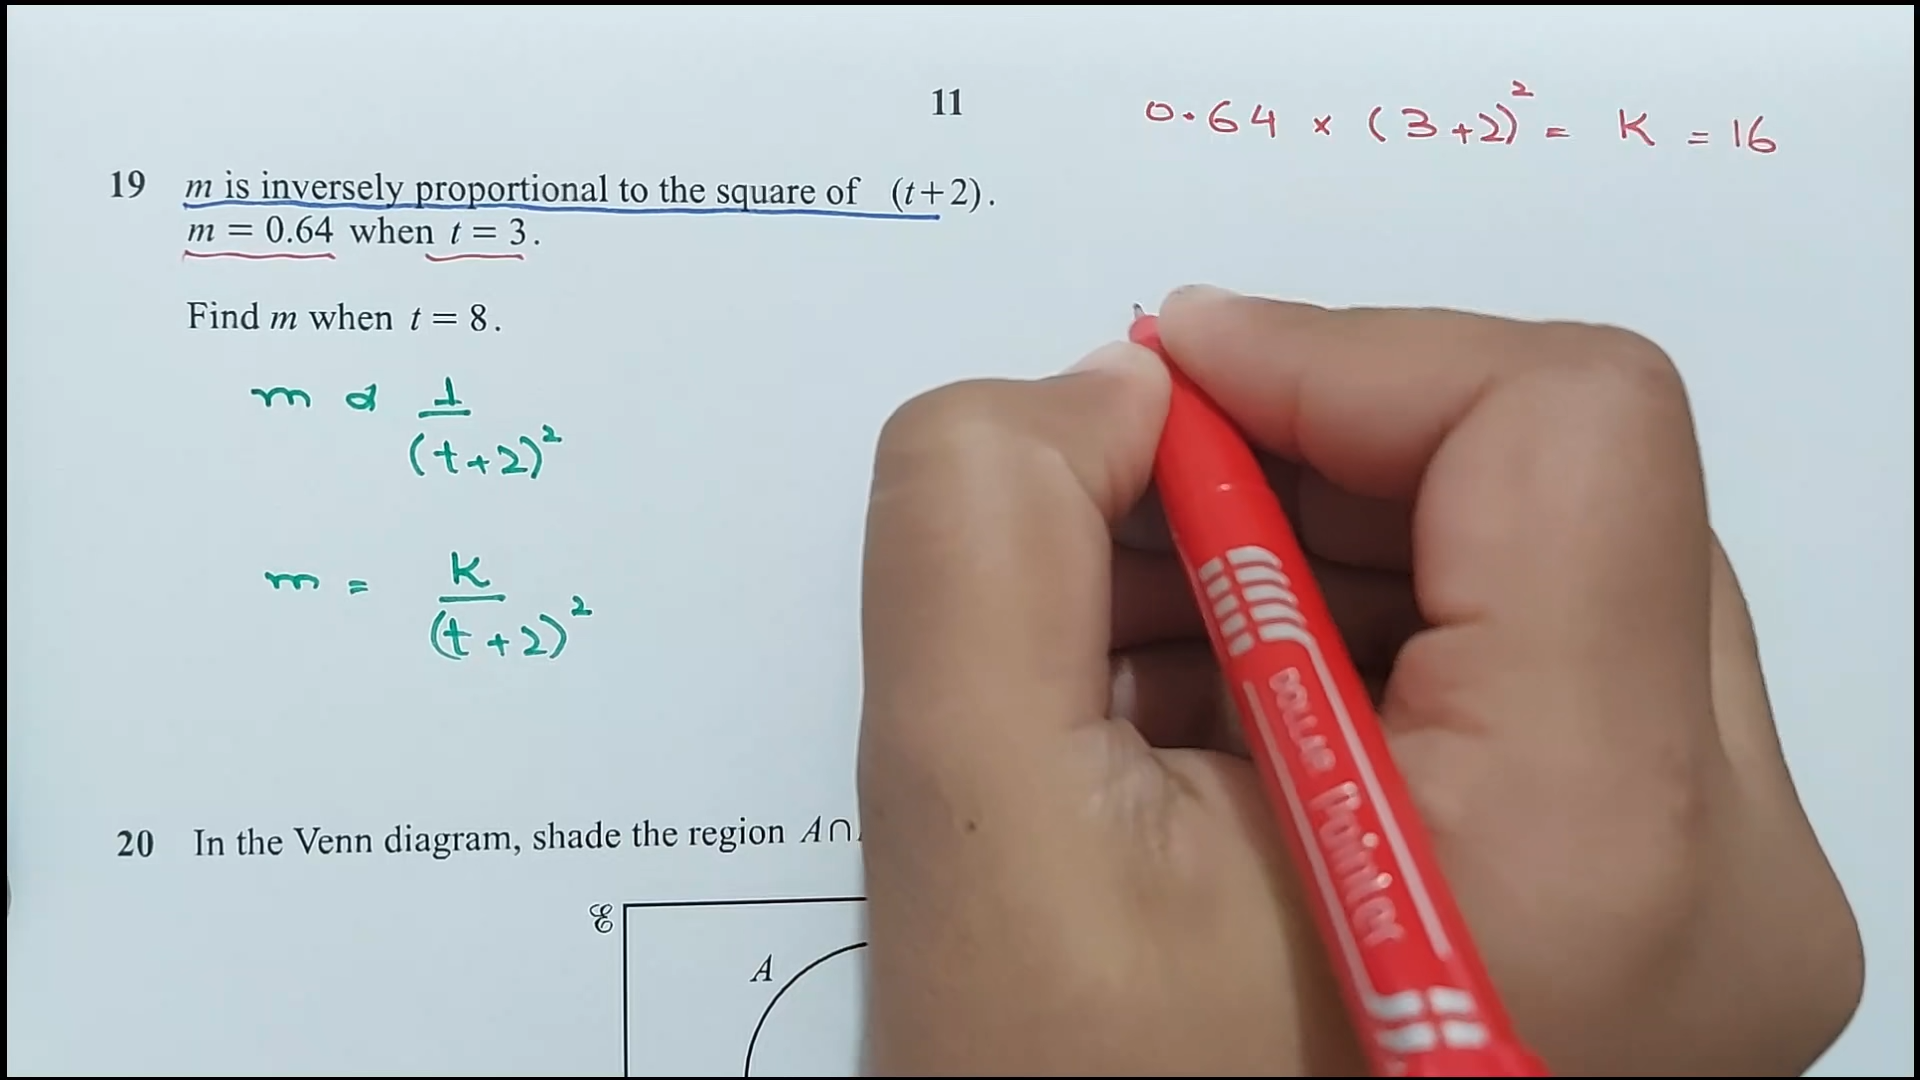 11
0.64 × (3+2)² = K = 16
19 m is inversely proportional to the square of (t+2).
m = 0.64 when t = 3.
Find m when t = 8.
m α 1/(t+2)²
m = K/(t+2)²
20 In the Venn diagram, shade the region A∩
ℰ
A
DOLLAR Pointer